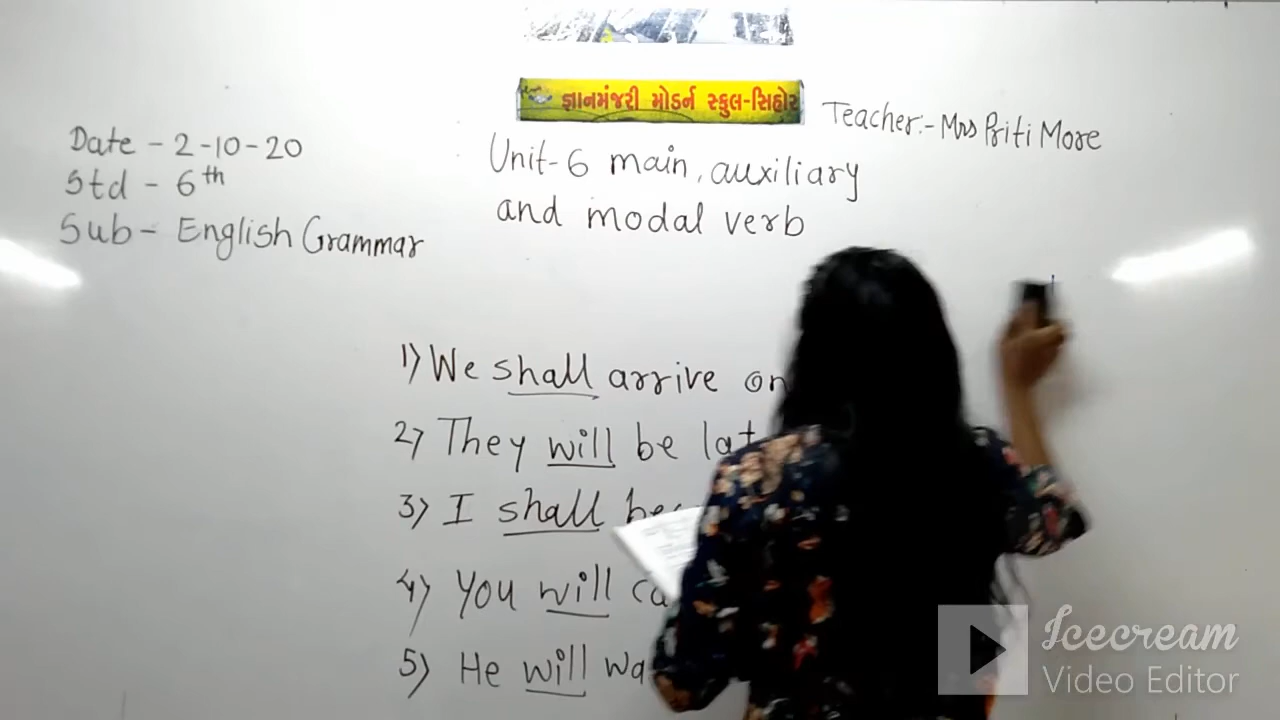 જ્ઞાનમંજરી મોડર્ન સ્કુલ-સિહોર
Teacher:- Mrs Priti More
Date - 2-10-20
Std - 6th
Sub- English Grammar
Unit-6 main, auxiliary
and modal verb
1) We shall arrive on
2) They will be lat
3) I shall be
4) You will ca
5) He will wa
Icecream
Video Editor